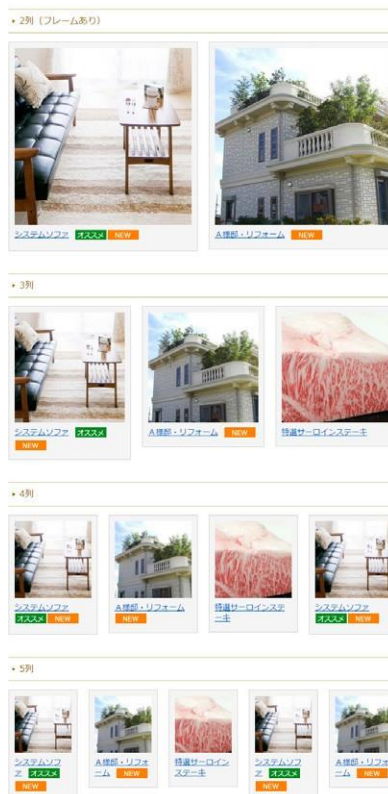 2列（フレームあり）
システムソファ オススメ NEW
A様邸・リフォーム NEW
3列
システムソファ オススメ
NEW
A様邸・リフォーム NEW
特選サーロインステーキ
4列
システムソファ
オススメ NEW
A様邸・リフォーム
NEW
特選サーロインステ
ーキ
システムソファ
オススメ NEW
5列
システムソフ
ァ オススメ
NEW
A様邸・リフォ
ーム NEW
特選サーロイン
ステーキ
システムソフ
ァ オススメ
NEW
A様邸・リフォ
ーム NEW